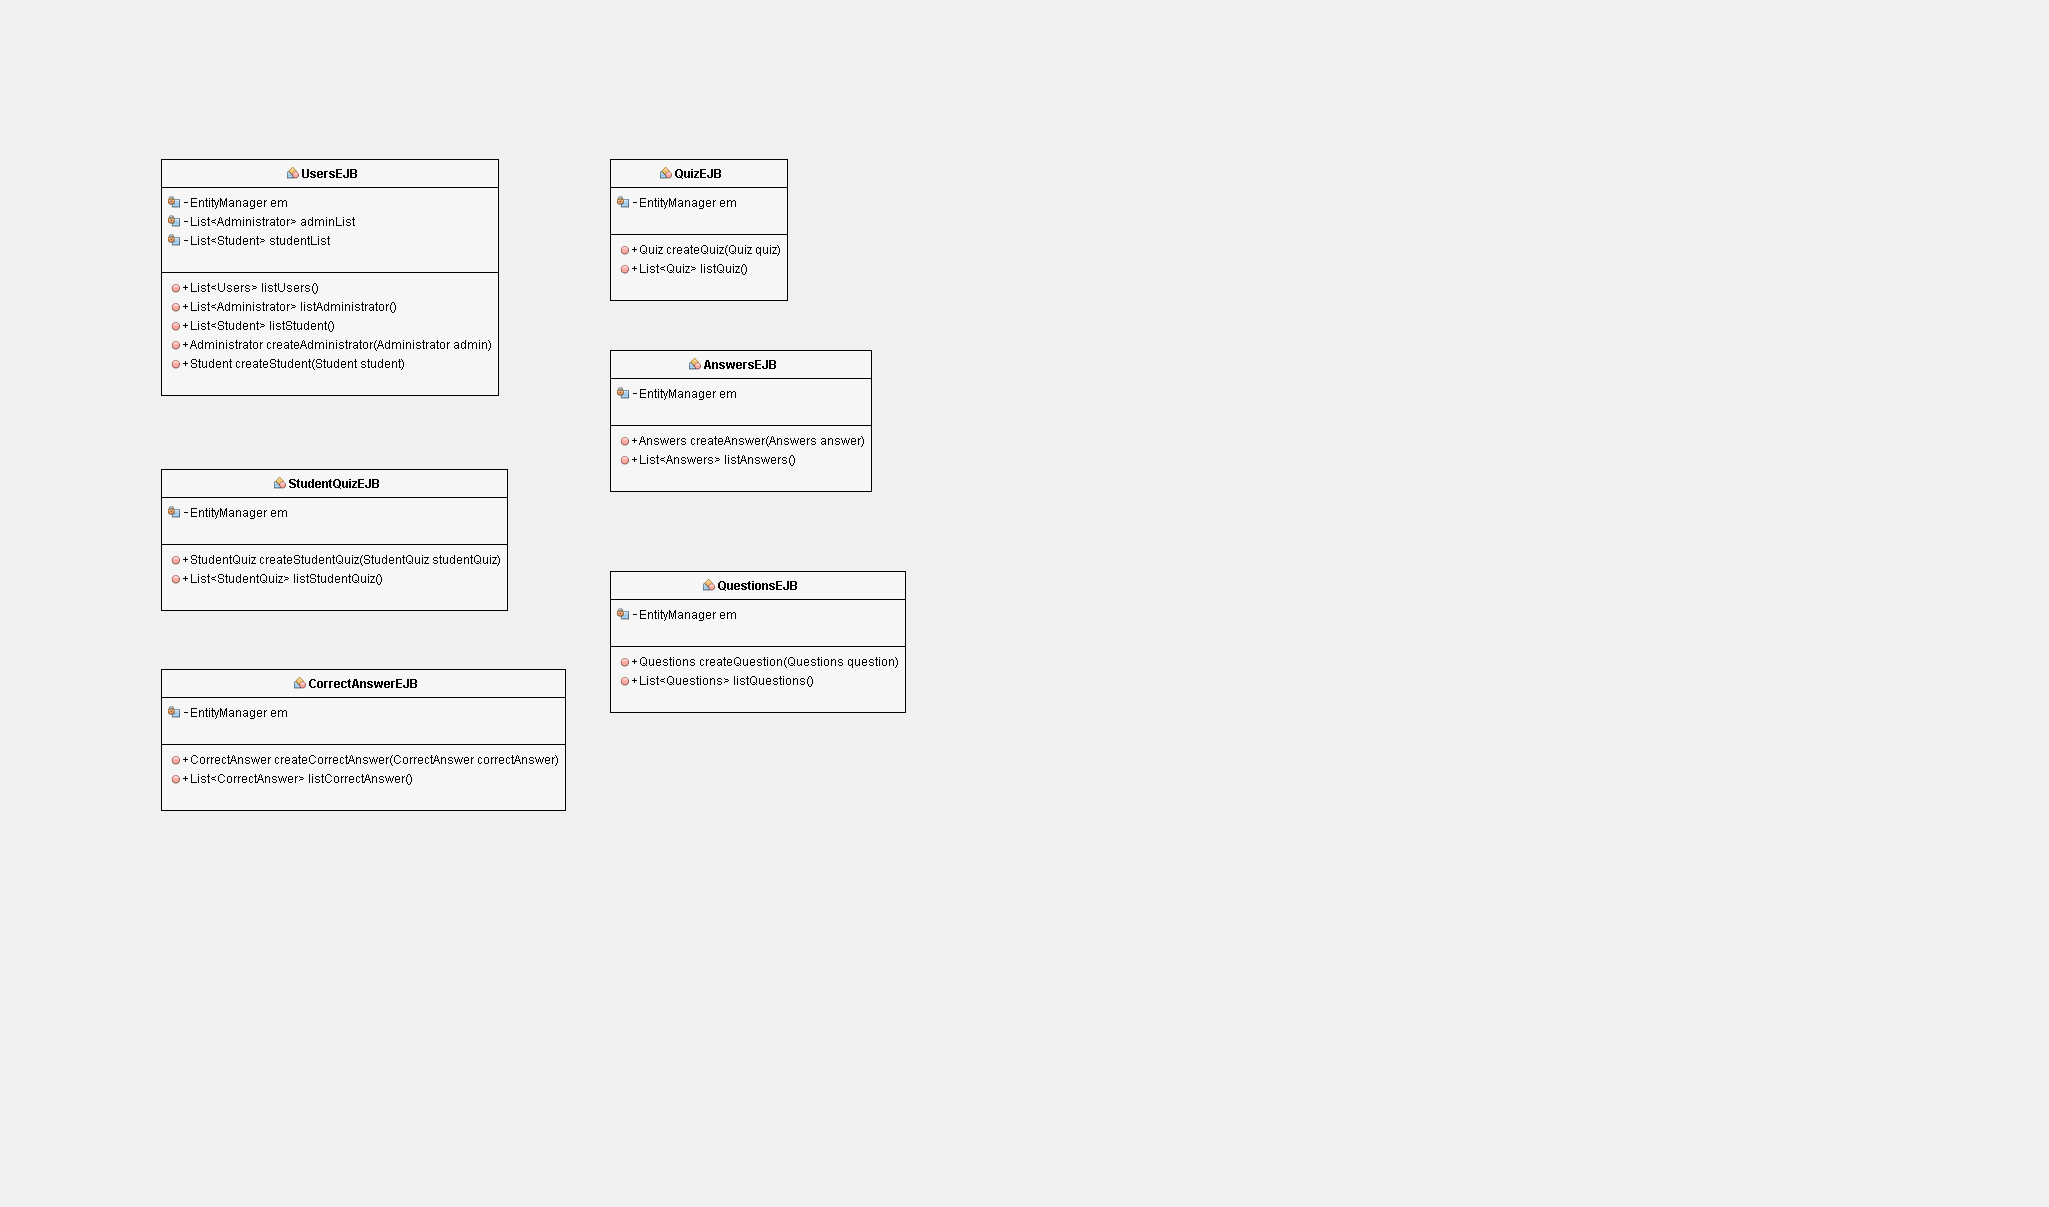 UsersEJB
-EntityManager em
-List<Administrator> adminList
-List<Student> studentList
+List<Users> listUsers()
+List<Administrator> listAdministrator()
+List<Student> listStudent()
+Administrator createAdministrator(Administrator admin)
+Student createStudent(Student student)
StudentQuizEJB
-EntityManager em
+StudentQuiz createStudentQuiz(StudentQuiz studentQuiz)
+List<StudentQuiz> listStudentQuiz()
CorrectAnswerEJB
-EntityManager em
+CorrectAnswer createCorrectAnswer(CorrectAnswer correctAnswer)
+List<CorrectAnswer> listCorrectAnswer()
QuizEJB
-EntityManager em
+Quiz createQuiz(Quiz quiz)
+List<Quiz> listQuiz()
AnswersEJB
-EntityManager em
+Answers createAnswer(Answers answer)
+List<Answers> listAnswers()
QuestionsEJB
-EntityManager em
+Questions createQuestion(Questions question)
+List<Questions> listQuestions()